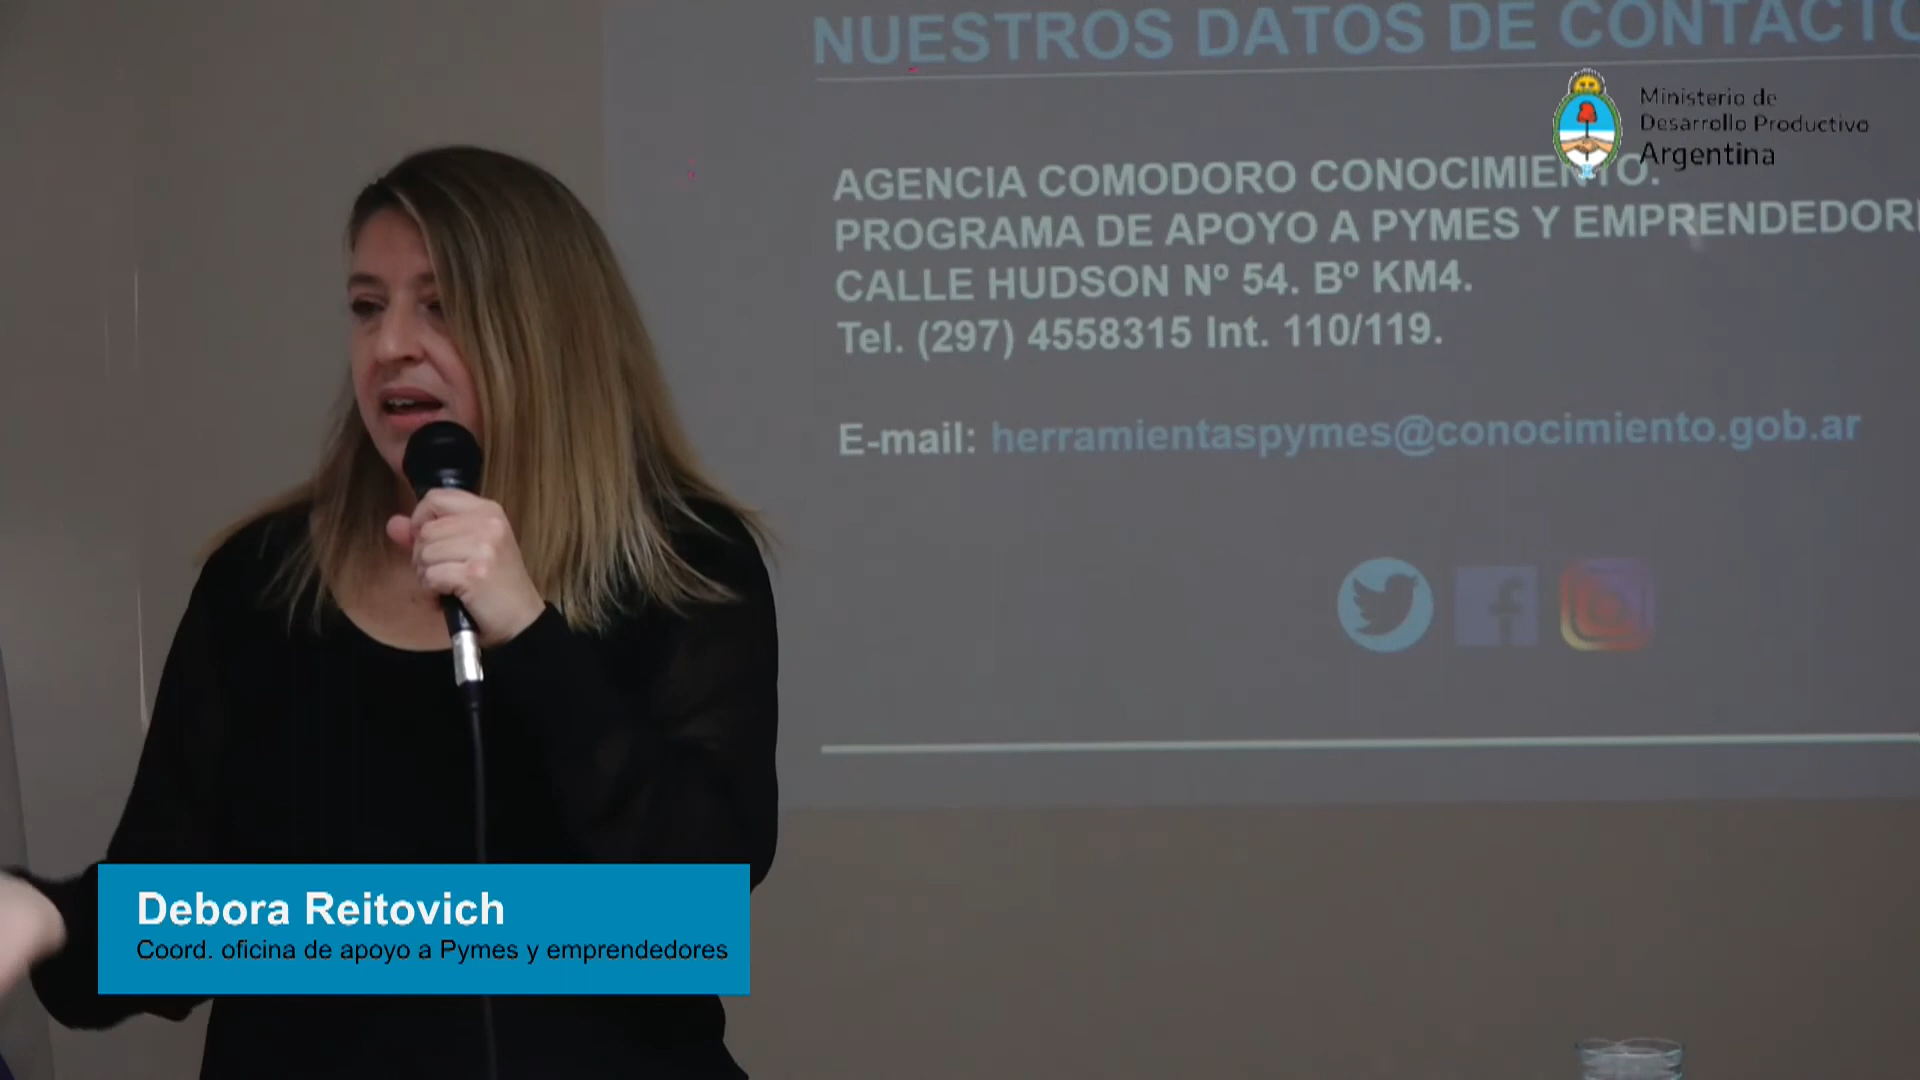 NUESTROS DATOS DE CONTACTO
Ministerio de
Desarrollo Productivo
Argentina
AGENCIA COMODORO CONOCIMIENTO.
PROGRAMA DE APOYO A PYMES Y EMPRENDEDOR
CALLE HUDSON Nº 54. Bº KM4.
Tel. (297) 4558315 Int. 110/119.
E-mail: herramientaspymes@conocimiento.gob.ar
Debora Reitovich
Coord. oficina de apoyo a Pymes y emprendedores